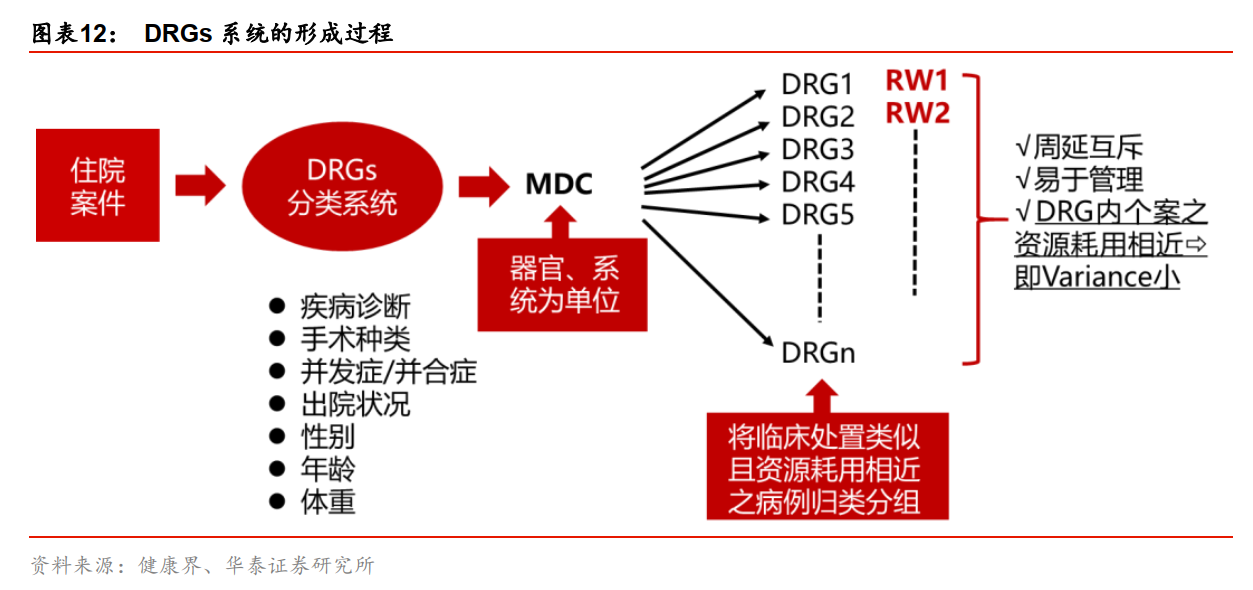 图表12： DRGs 系统的形成过程
住院
案件
DRGs
分类系统
疾病诊断
手术种类
并发症/并合症
出院状况
性别
年龄
体重
MDC
器官、系
统为单位
DRG1 RW1
DRG2 RW2
DRG3
DRG4
DRG5
DRGn
将临床处置类似
且资源耗用相近
之病例归类分组
√周延互斥
√易于管理
√DRG内个案之
资源耗用相近⇨
即Variance小
资料来源：健康界、华泰证券研究所